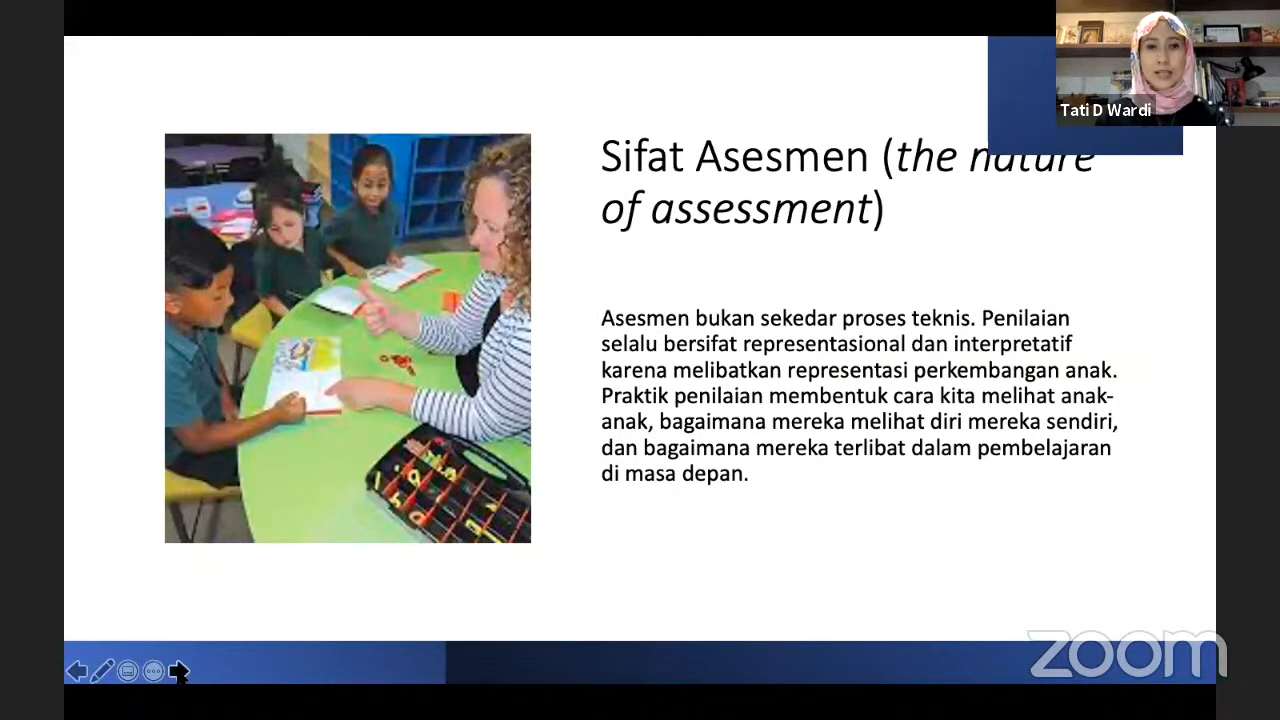 Tati D Wardi
Sifat Asesmen (the nature
of assessment)
Asesmen bukan sekedar proses teknis. Penilaian
selalu bersifat representasional dan interpretatif
karena melibatkan representasi perkembangan anak.
Praktik penilaian membentuk cara kita melihat anak-
anak, bagaimana mereka melihat diri mereka sendiri,
dan bagaimana mereka terlibat dalam pembelajaran
di masa depan.
zoom